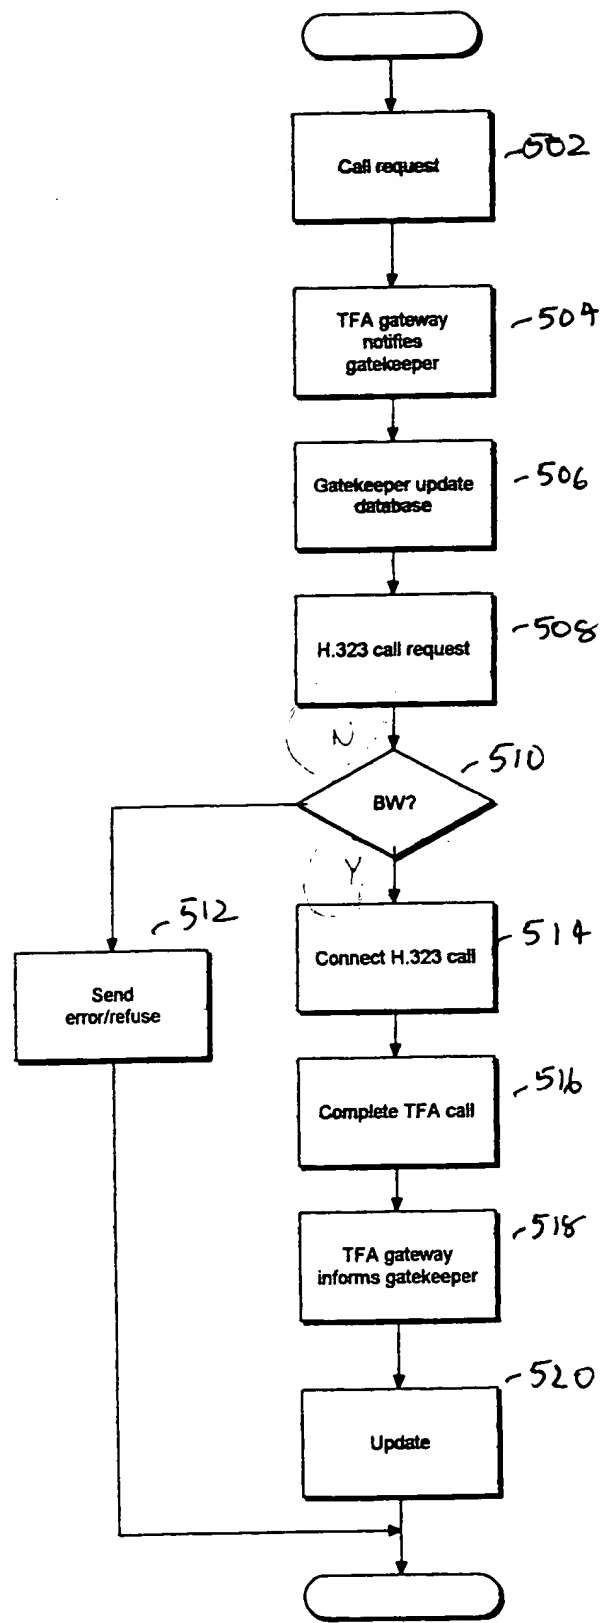 Call request
502
TFA gateway
notifies
gatekeeper
504
Gatekeeper update
database
506
H.323 call request
508
N
510
BW?
Y
512
Send
error/refuse
Connect H.323 call
514
Complete TFA call
516
TFA gateway
informs gatekeeper
518
Update
520